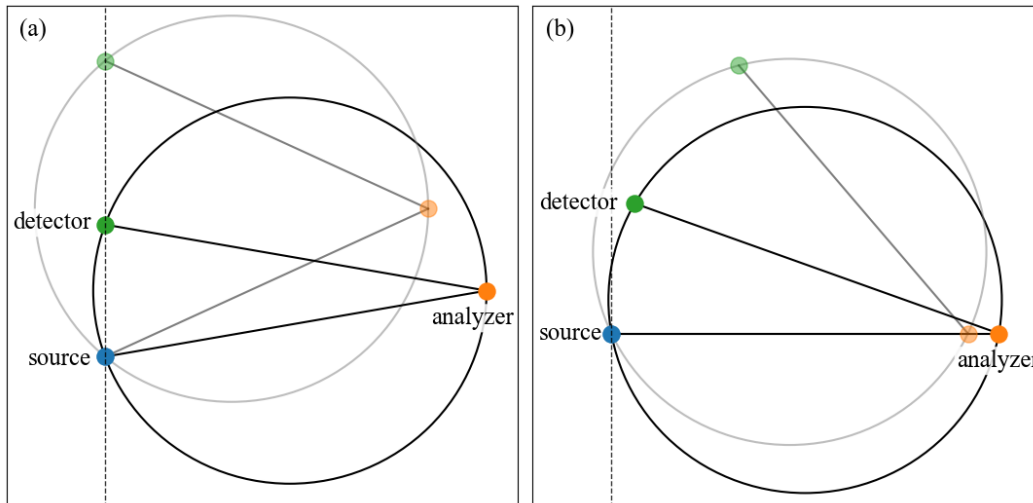 (a)
detector
analyzer
source
(b)
detector
source
analyzer